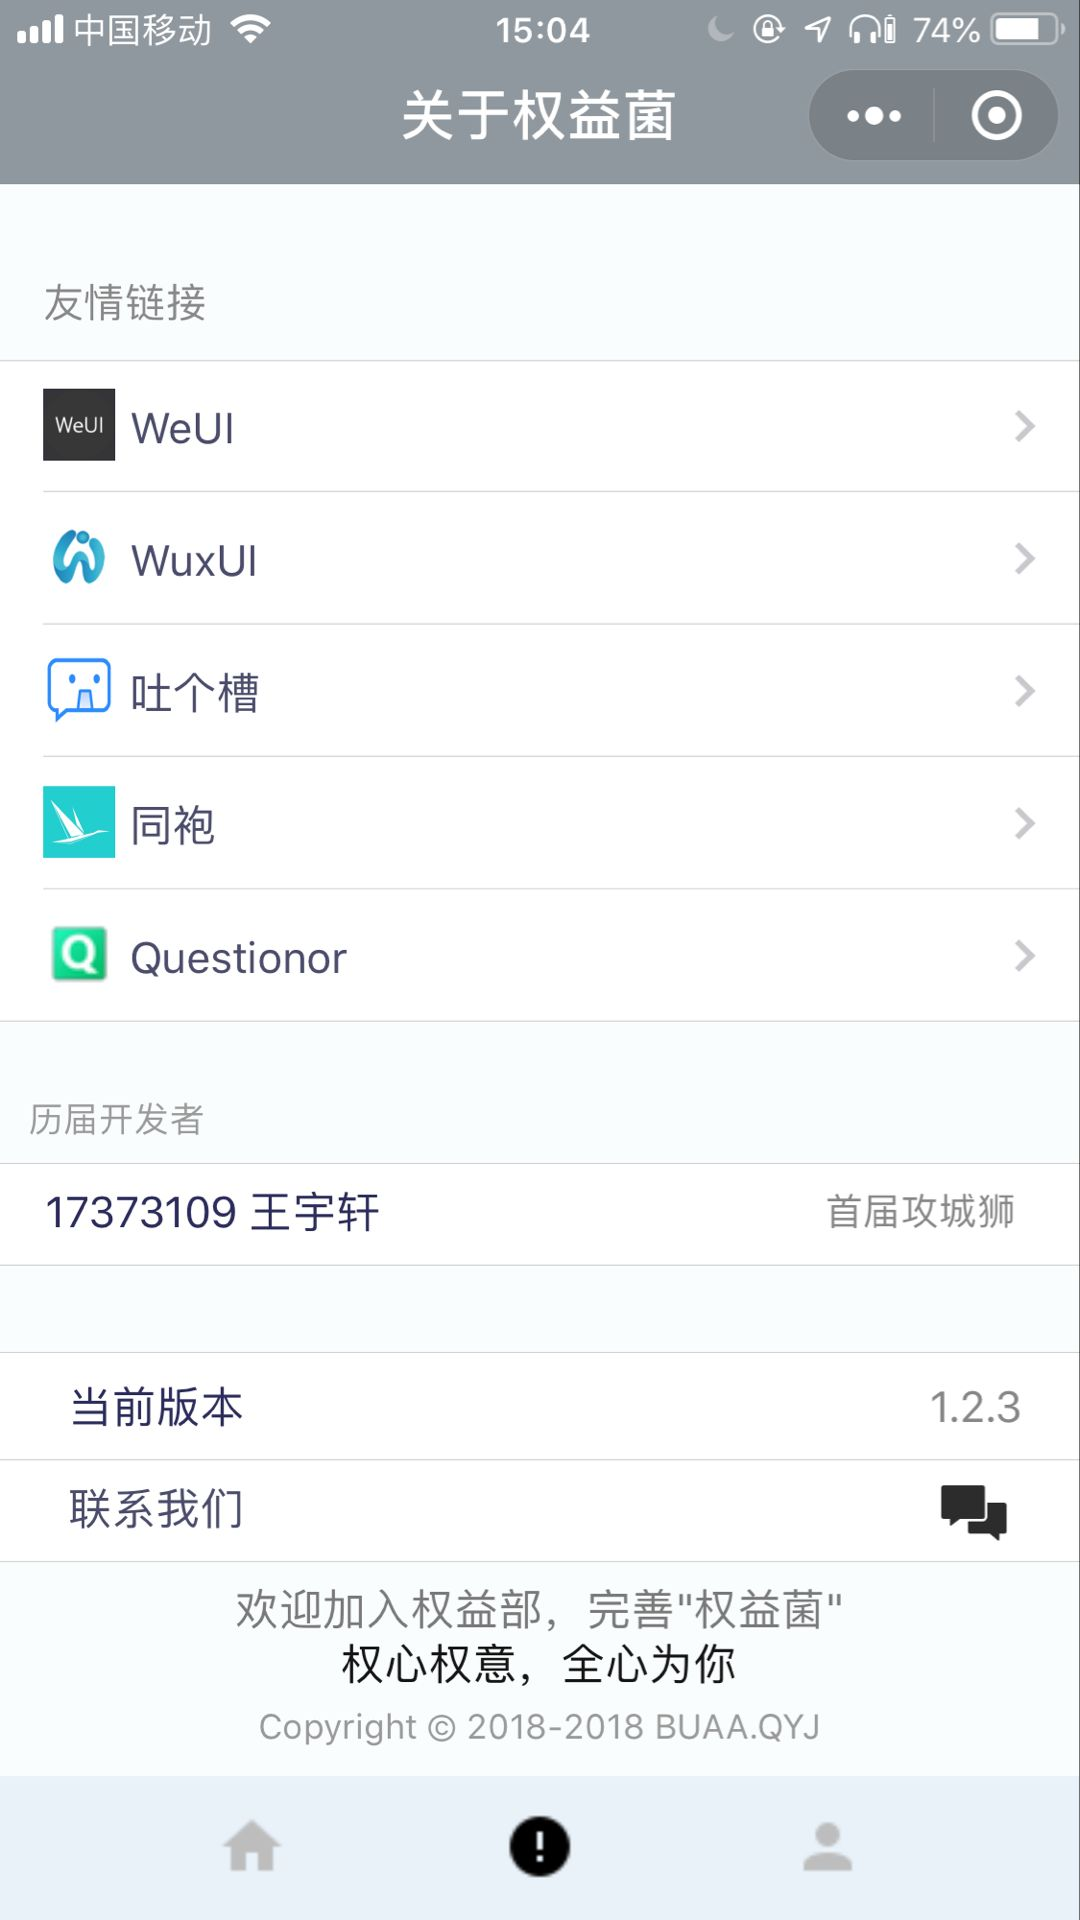 中国移动
15:04
74%
关于权益菌
友情链接
WeUI WeUI
WuxUI
吐个槽
同袍
Q Questionor
历届开发者
17373109 王宇轩 首届攻城狮
当前版本 1.2.3
联系我们
欢迎加入权益部，完善"权益菌"
权心权意，全心为你
Copyright © 2018-2018 BUAA.QYJ